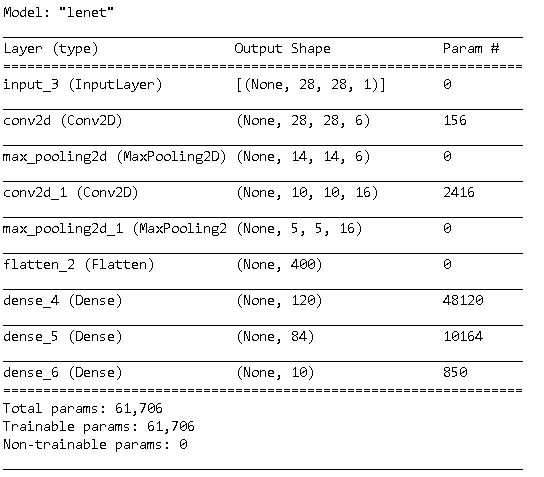 Model: "lenet"
Layer (type) Output Shape Param #
input_3 (InputLayer) [(None, 28, 28, 1)] 0
conv2d (Conv2D) (None, 28, 28, 6) 156
max_pooling2d (MaxPooling2D) (None, 14, 14, 6) 0
conv2d_1 (Conv2D) (None, 10, 10, 16) 2416
max_pooling2d_1 (MaxPooling2 (None, 5, 5, 16) 0
flatten_2 (Flatten) (None, 400) 0
dense_4 (Dense) (None, 120) 48120
dense_5 (Dense) (None, 84) 10164
dense_6 (Dense) (None, 10) 850
Total params: 61,706
Trainable params: 61,706
Non-trainable params: 0